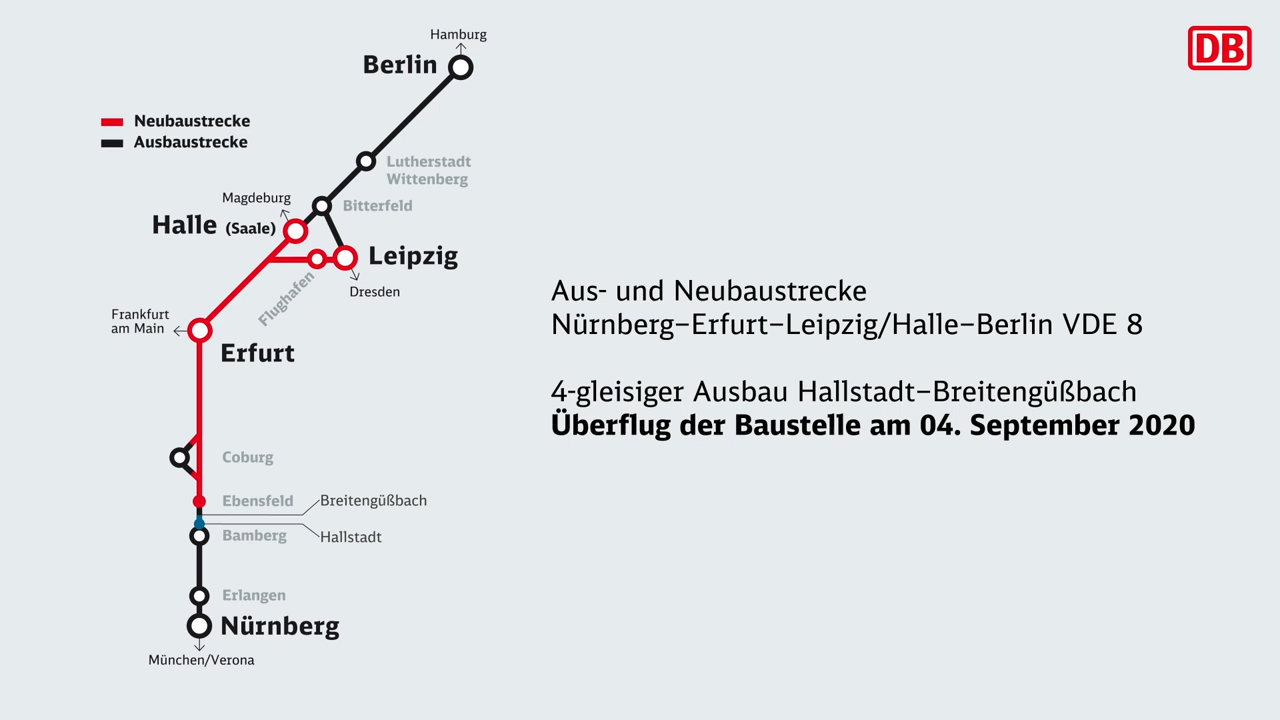 Hamburg
Berlin
DB
Neubaustrecke
Ausbaustrecke
Lutherstadt
Wittenberg
Magdeburg
Bitterfeld
Halle (Saale)
Leipzig
Flughafen
Dresden
Frankfurt
am Main
Erfurt
Aus- und Neubaustrecke
Nürnberg–Erfurt–Leipzig/Halle–Berlin VDE 8
4-gleisiger Ausbau Hallstadt–Breitengüßbach
Überflug der Baustelle am 04. September 2020
Coburg
Ebensfeld
Breitengüßbach
Bamberg
Hallstadt
Erlangen
Nürnberg
München/Verona